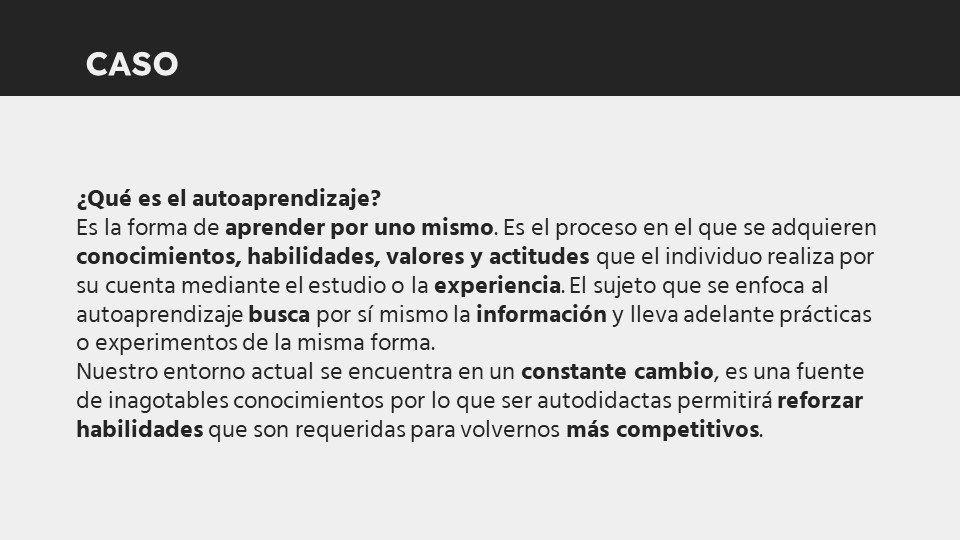 CASO
¿Qué es el autoaprendizaje?
Es la forma de aprender por uno mismo. Es el proceso en el que se adquieren
conocimientos, habilidades, valores y actitudes que el individuo realiza por
su cuenta mediante el estudio o la experiencia. El sujeto que se enfoca al
autoaprendizaje busca por sí mismo la información y lleva adelante prácticas
o experimentos de la misma forma.
Nuestro entorno actual se encuentra en un constante cambio, es una fuente
de inagotables conocimientos por lo que ser autodidactas permitirá reforzar
habilidades que son requeridas para volvernos más competitivos.